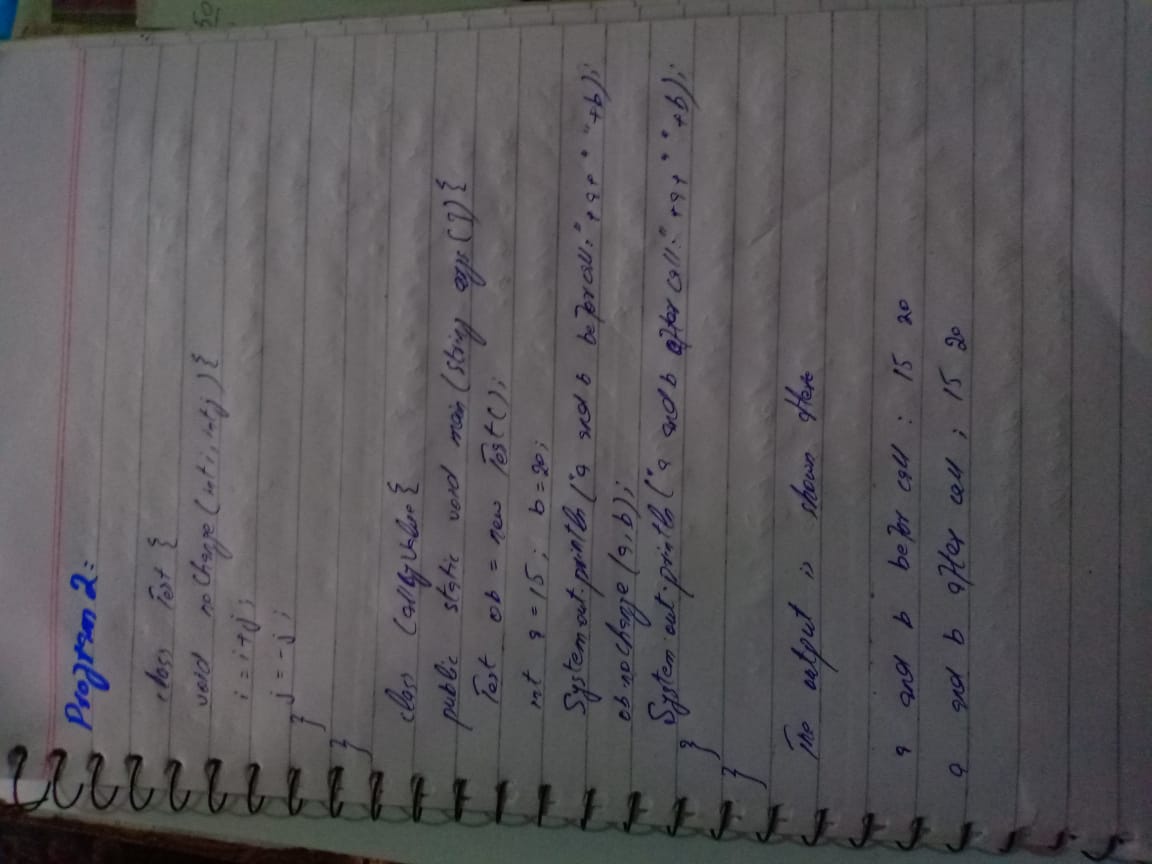 50
Program 2:
class Test {
void nochange (int i, int j) {
i = i + j;
j = - j;
}
}
class CallByValue {
public static void main (string args []) {
Test ob = new Test ();
int a = 15; b = 20;
System.out.println ("a and b before call: " + a + " " + b);
ob.nochange (a, b);
System.out.println ("a and b after call: " + a + " " + b);
}
}
The output is shown
a and b before call : 15 20
a and b after call ; 15 20